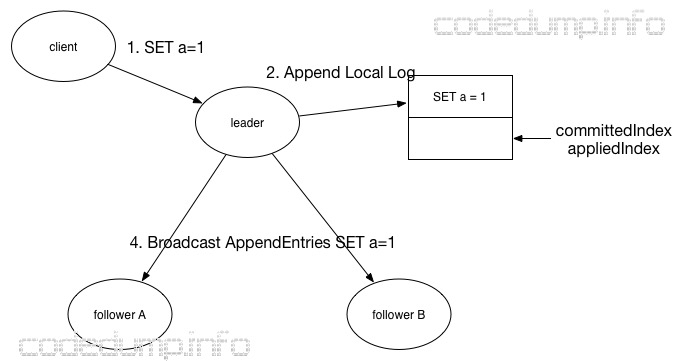 codedump.info
client
1. SET a=1
2. Append Local Log
SET a = 1
leader
committedIndex
appliedIndex
4. Broadcast AppendEntries SET a=1
follower A
follower B
codedump.info